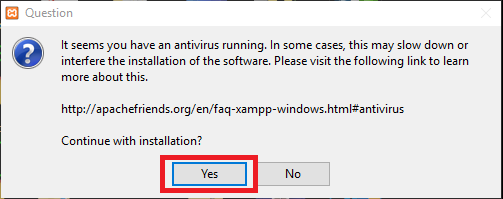 Question
It seems you have an antivirus running. In some cases, this may slow down or
interfere the installation of the software. Please visit the following link to learn
more about this.
http://apachefriends.org/en/faq-xampp-windows.html#antivirus
Continue with installation?
Yes
No